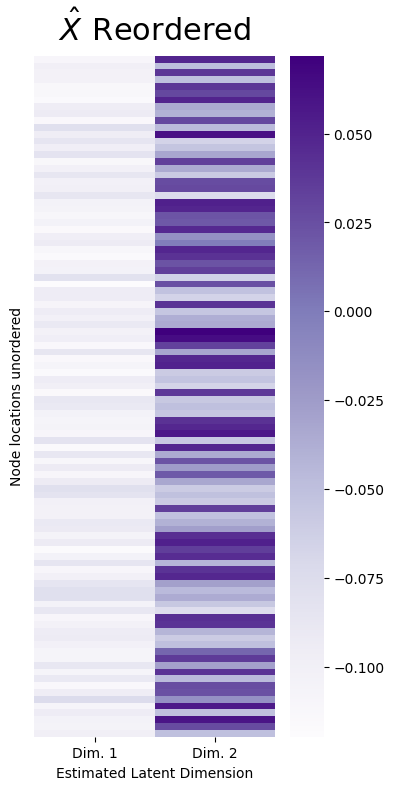 X̂ Reordered
0.050
0.025
0.000
−0.025
−0.050
−0.075
−0.100
Node locations unordered
Dim. 1 Dim. 2
Estimated Latent Dimension